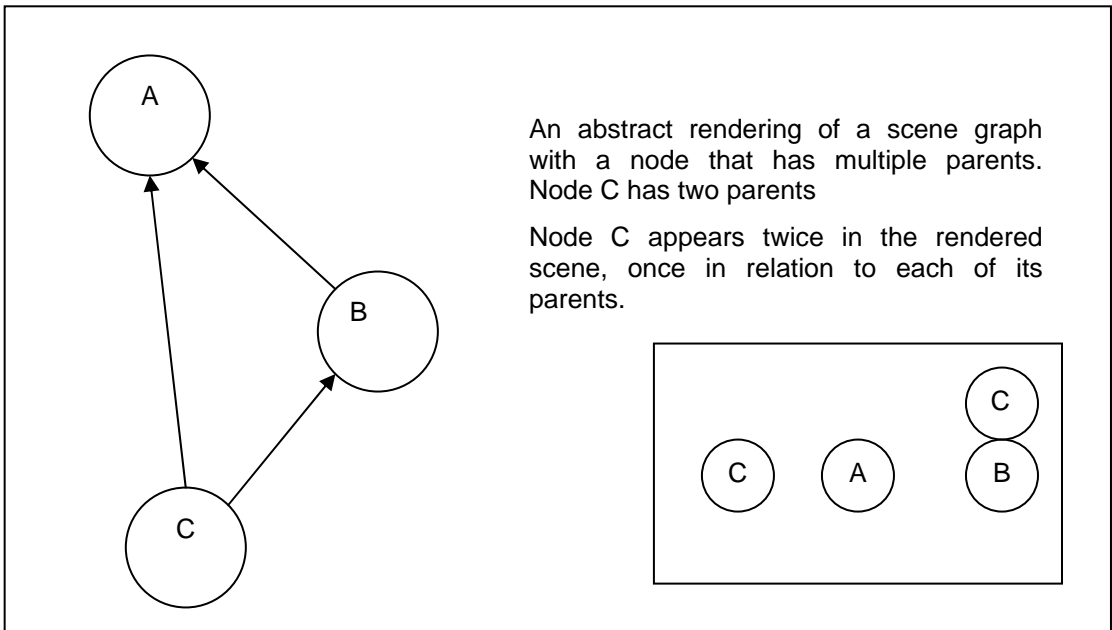 A
An abstract rendering of a scene graph
with a node that has multiple parents.
Node C has two parents
Node C appears twice in the rendered
scene, once in relation to each of its
parents.
B
C
C
C A B